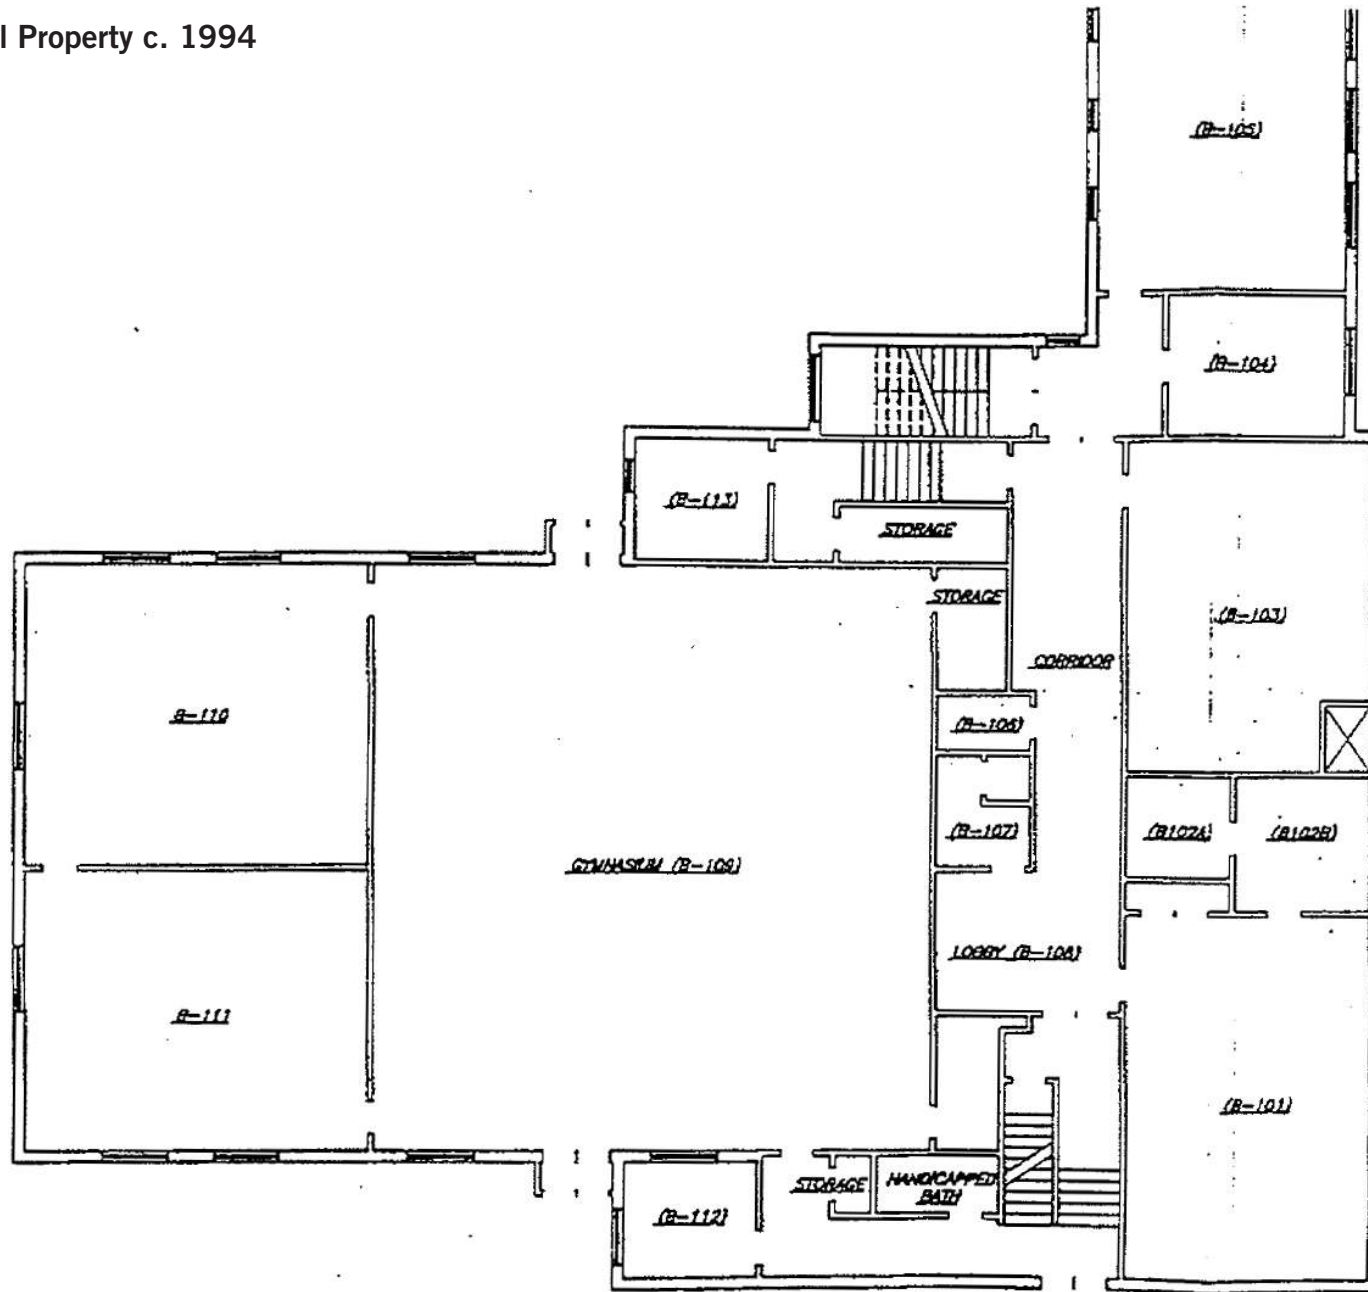 l Property c. 1994
(B-105)
(B-104)
(B-113)
STORAGE
STORAGE
(B-103)
CORRIDOR
B-110
(B-106)
(B-107)
(B102A)
(B102B)
GYMNASIUM (B-109)
LOBBY (B-108)
B-111
(B-101)
STORAGE
HANDICAPPED
BATH
(B-112)